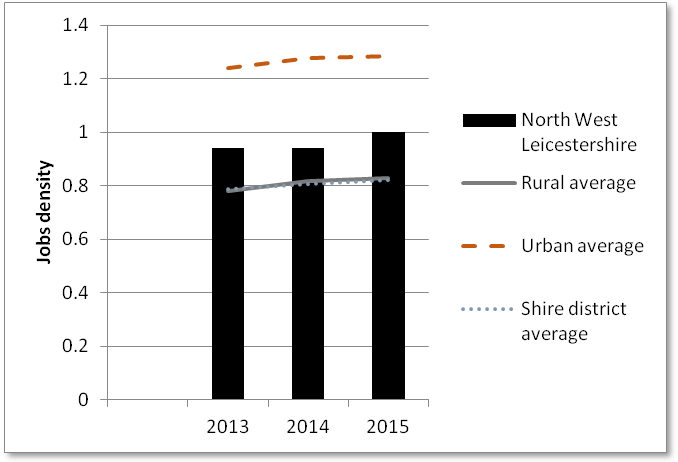 1.4
1.2
1
0.8
0.6
0.4
0.2
0
Jobs density
2013 2014 2015
North West
Leicestershire
Rural average
Urban average
Shire district
average